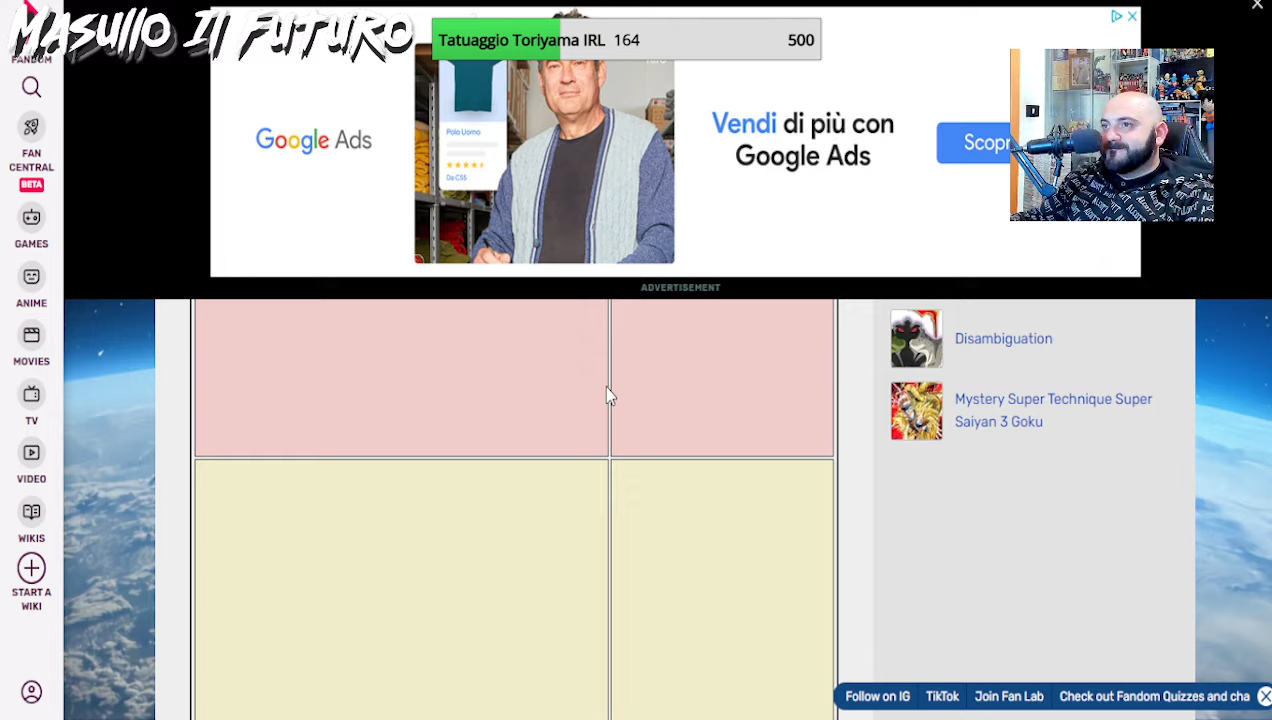 Masullo Il Futuro
Tatuaggio Toriyama IRL 164 500
FANDOM
FAN
CENTRAL
BETA
GAMES
ANIME
MOVIES
TV
VIDEO
WIKIS
START A
WIKI
Google Ads
Polo Uomo
Vendi di più con
Google Ads
ADVERTISEMENT
Disambiguation
Mystery Super Technique Super
Saiyan 3 Goku
Follow on IG TikTok Join Fan Lab Check out Fandom Quizzes and cha